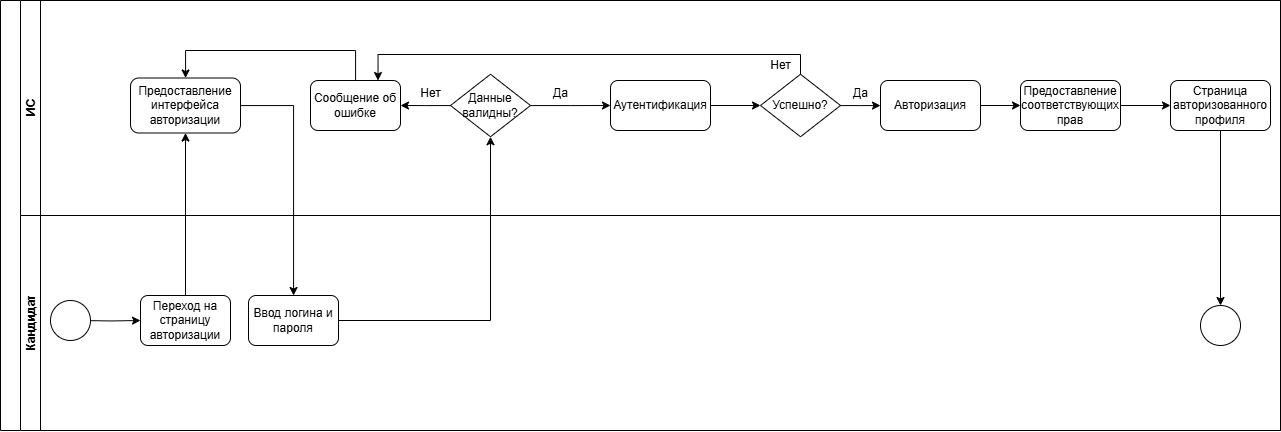 ИС
Предоставление
интерфейса
авторизации
Сообщение об
ошибке
Нет
Данные
валидны?
Да
Аутентификация
Нет
Успешно?
Да
Авторизация
Предоставление
соответствующих
прав
Страница
авторизованного
профиля
Кандидат
Переход на
страницу
авторизации
Ввод логина и
пароля